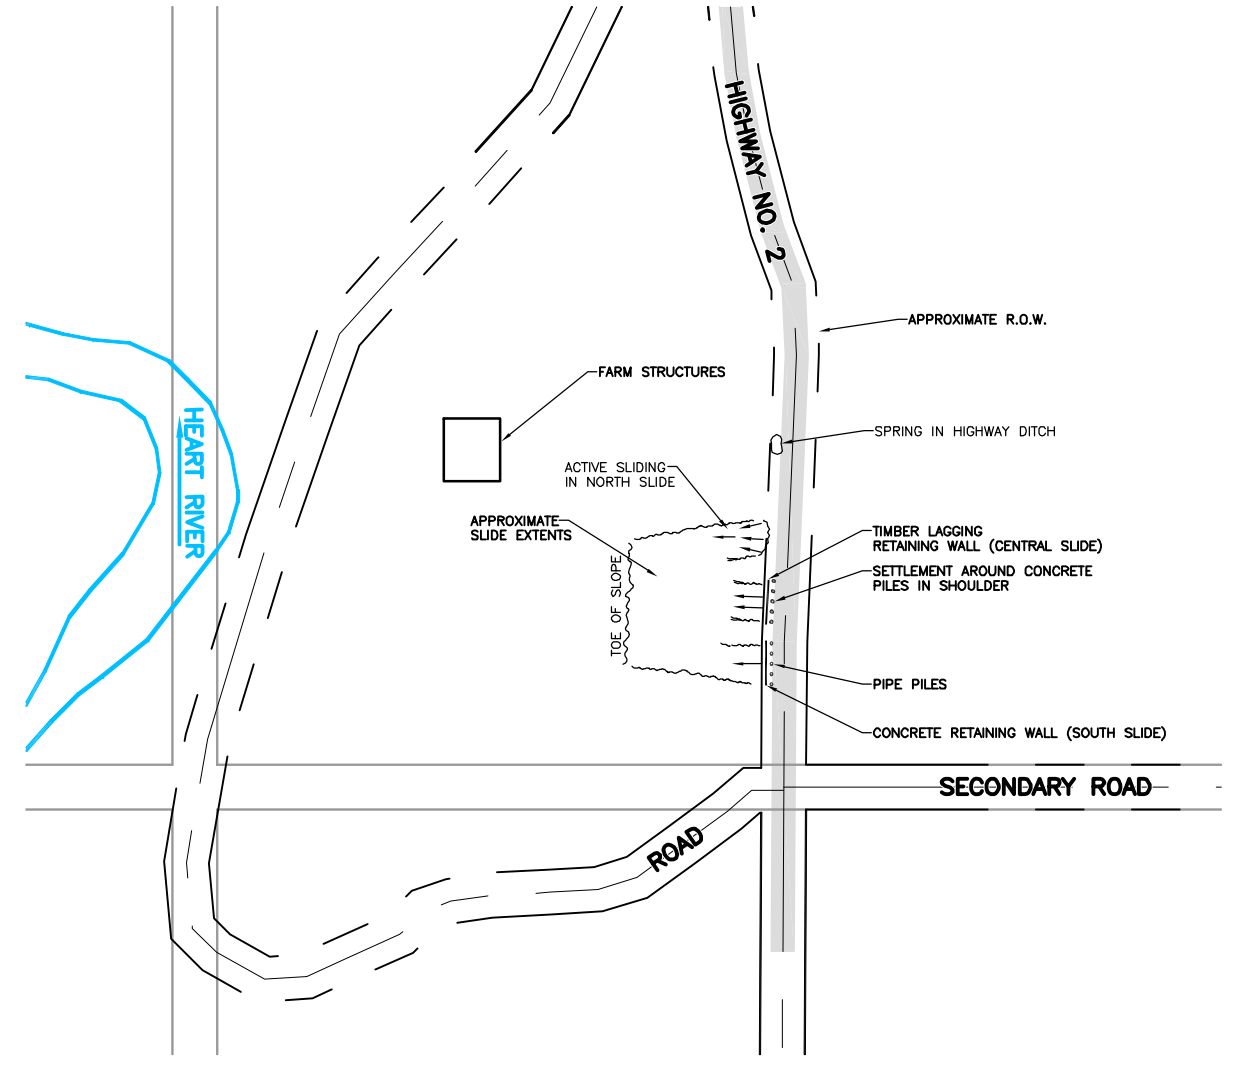 HIGHWAY NO. 2
APPROXIMATE R.O.W.
FARM STRUCTURES
HEART RIVER
SPRING IN HIGHWAY DITCH
ACTIVE SLIDING
IN NORTH SLIDE
APPROXIMATE
SLIDE EXTENTS
TIMBER LAGGING
RETAINING WALL (CENTRAL SLIDE)
SETTLEMENT AROUND CONCRETE
PILES IN SHOULDER
TOE OF SLOPE
PIPE PILES
CONCRETE RETAINING WALL (SOUTH SLIDE)
SECONDARY ROAD
ROAD